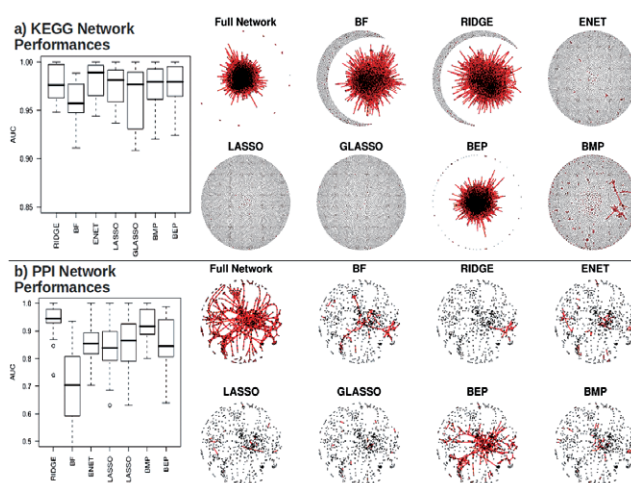 a) KEGG Network
Performances
1.00
0.95
0.90
0.85
AUC
RIDGE
BF
ENET
LASSO
GLASSO
BMP
BEP
Full Network
BF
RIDGE
ENET
LASSO
GLASSO
BEP
BMP
b) PPI Network
Performances
1.0
0.9
0.8
0.7
0.6
0.5
AUC
RIDGE
BF
ENET
LASSO
LASSO
BMP
BEP
Full Network
BF
RIDGE
ENET
LASSO
GLASSO
BEP
BMP